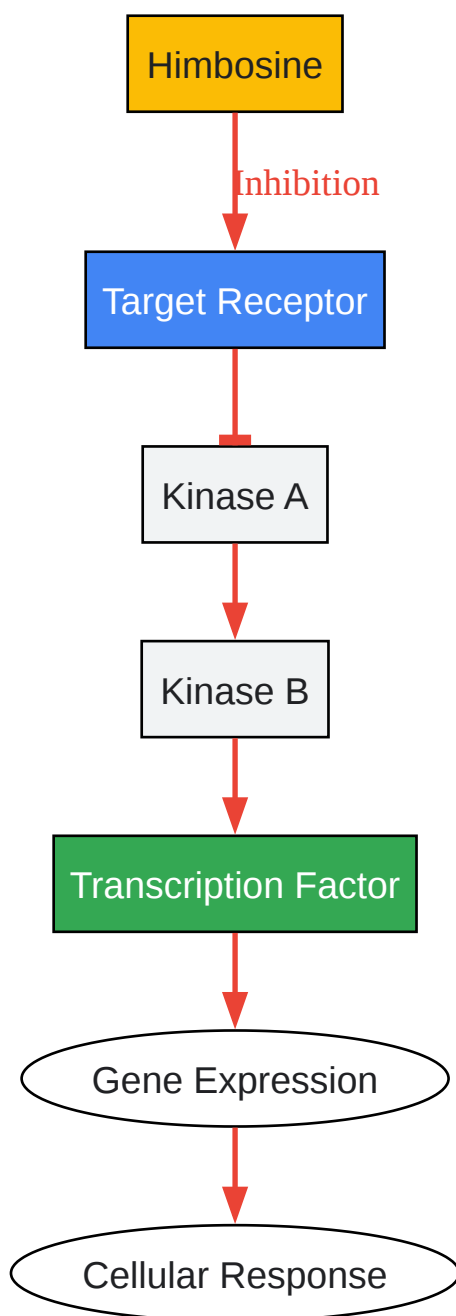 Himbosine
Inhibition
Target Receptor
Kinase A
Kinase B
Transcription Factor
Gene Expression
Cellular Response